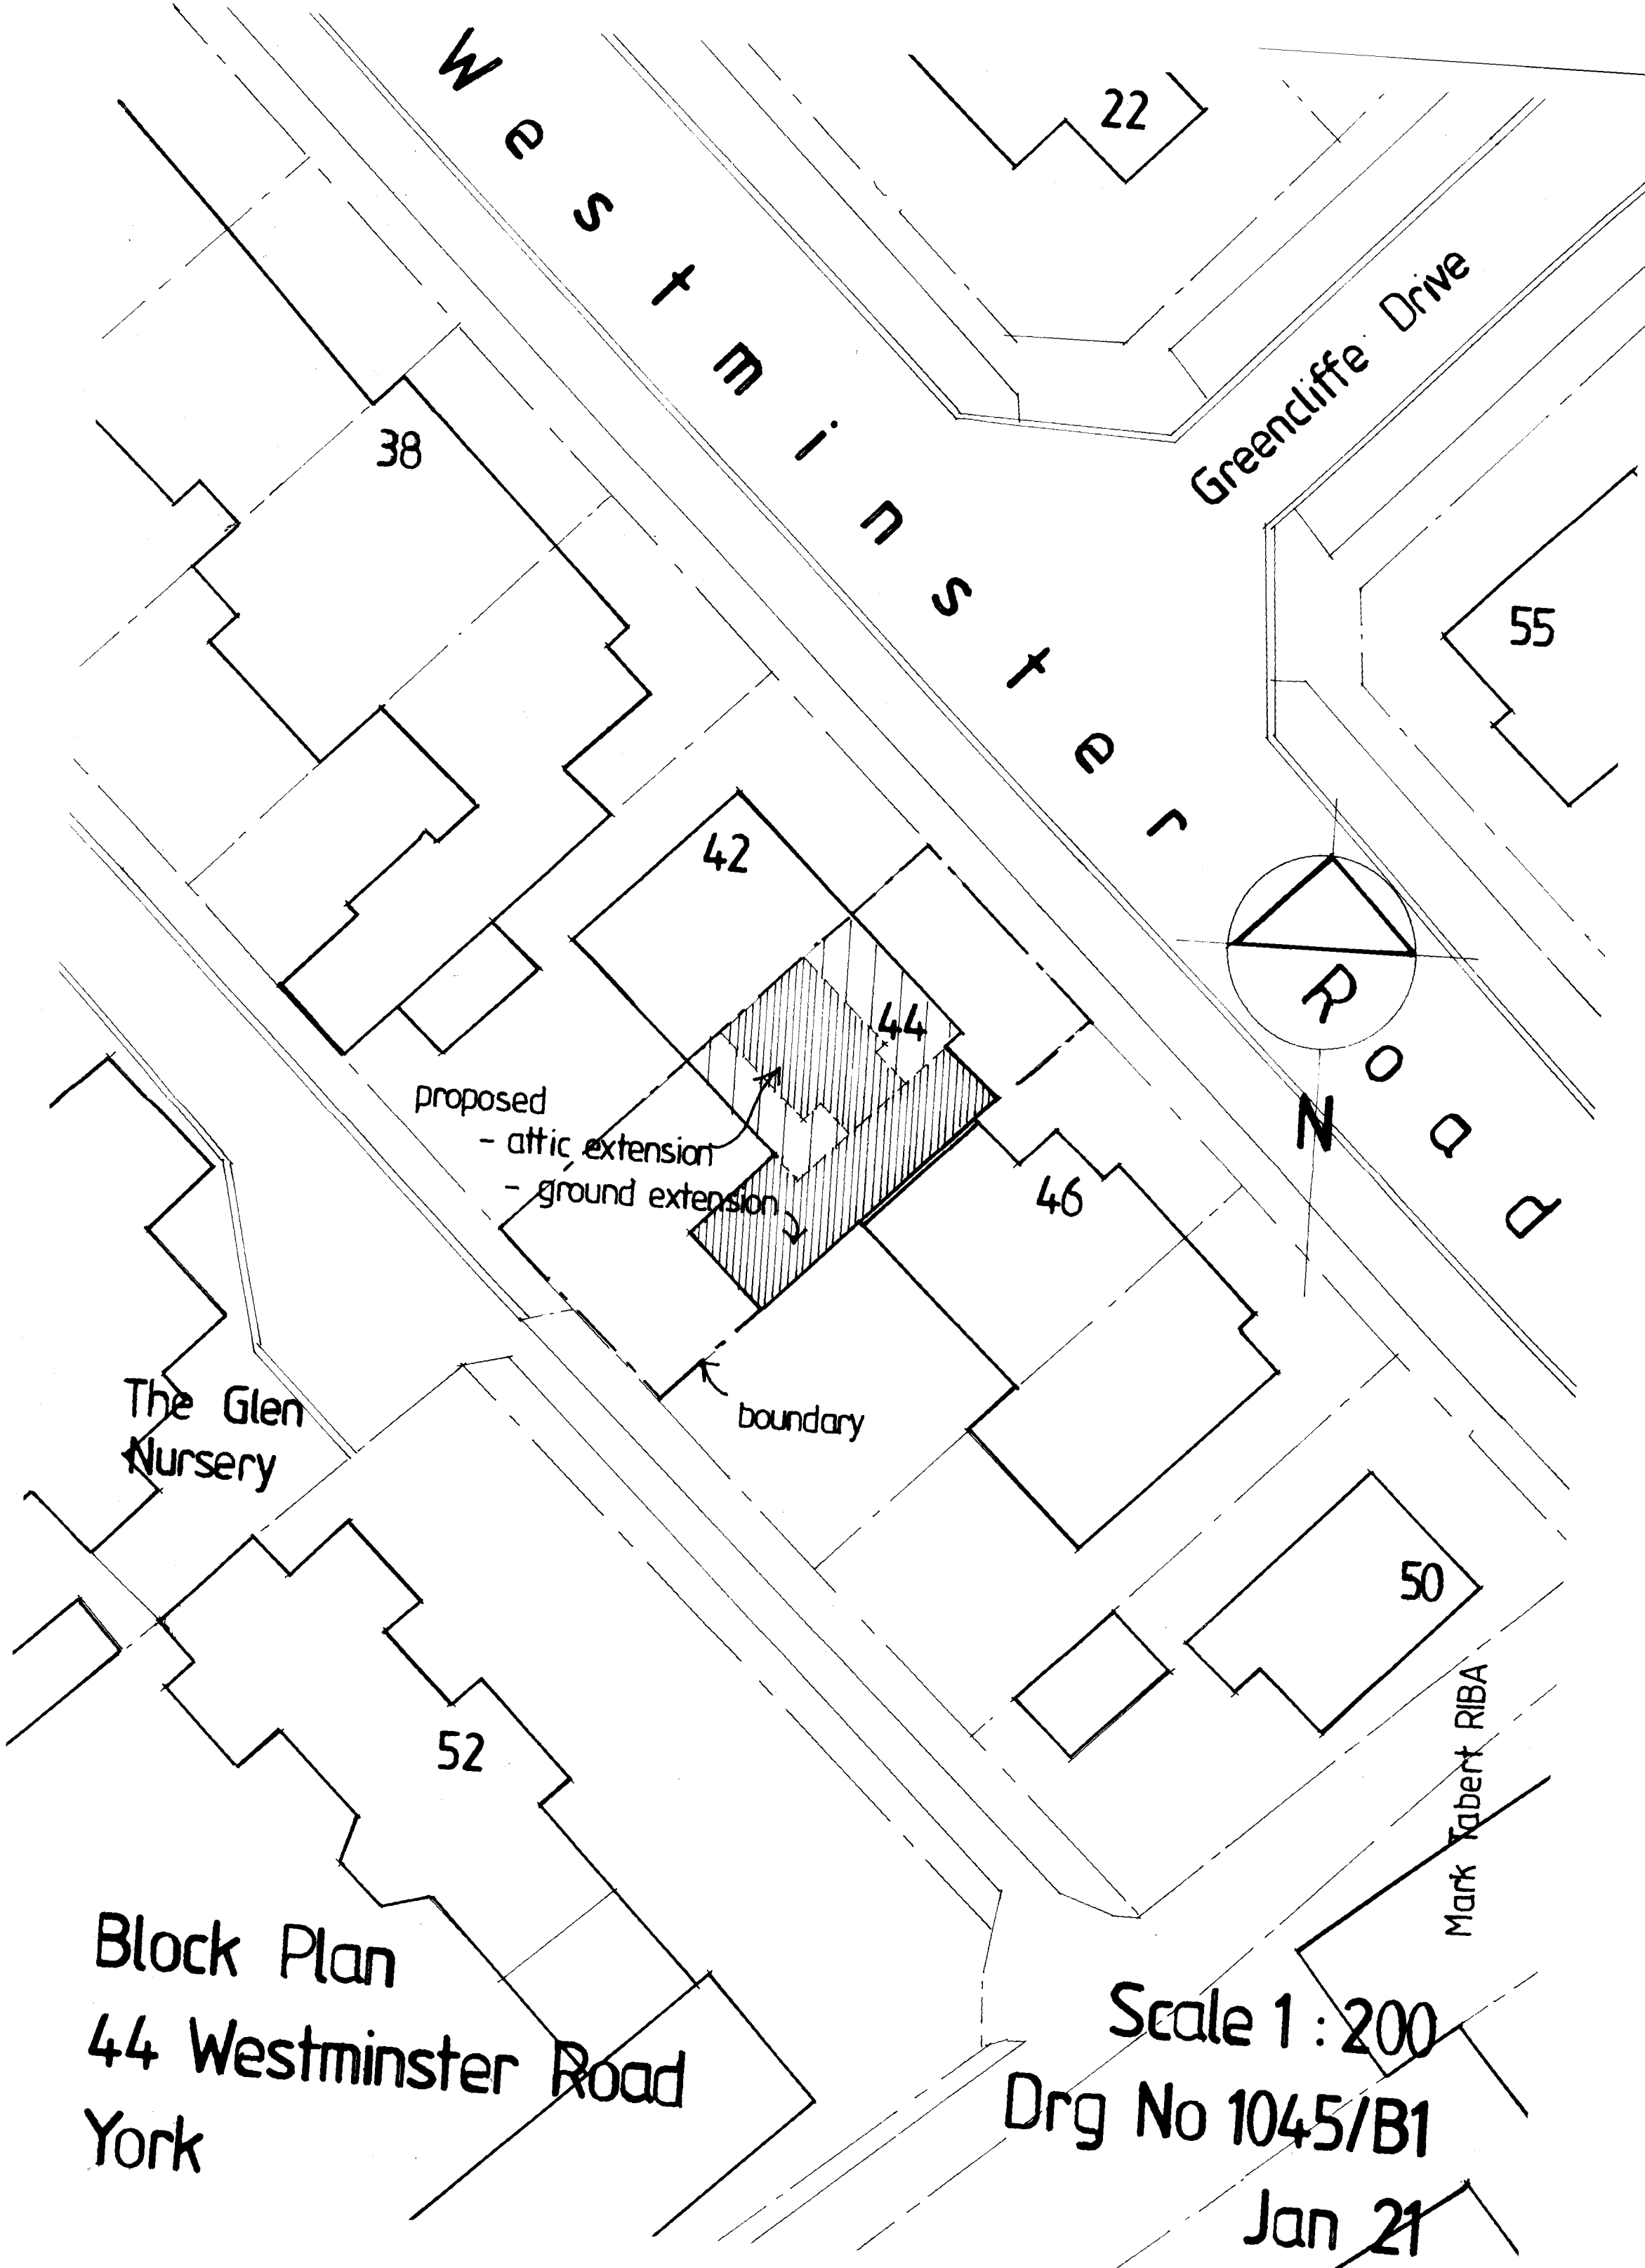 Westminster Road
22
Greencliffe Drive
38
55
42
44
proposed
- attic extension
- ground extension
N
46
boundary
The Glen
Nursery
50
52
Mark Tabert RIBA
Block Plan
44 Westminster Road
York
Scale 1 : 200
Drg No 1045/B1
Jan 21